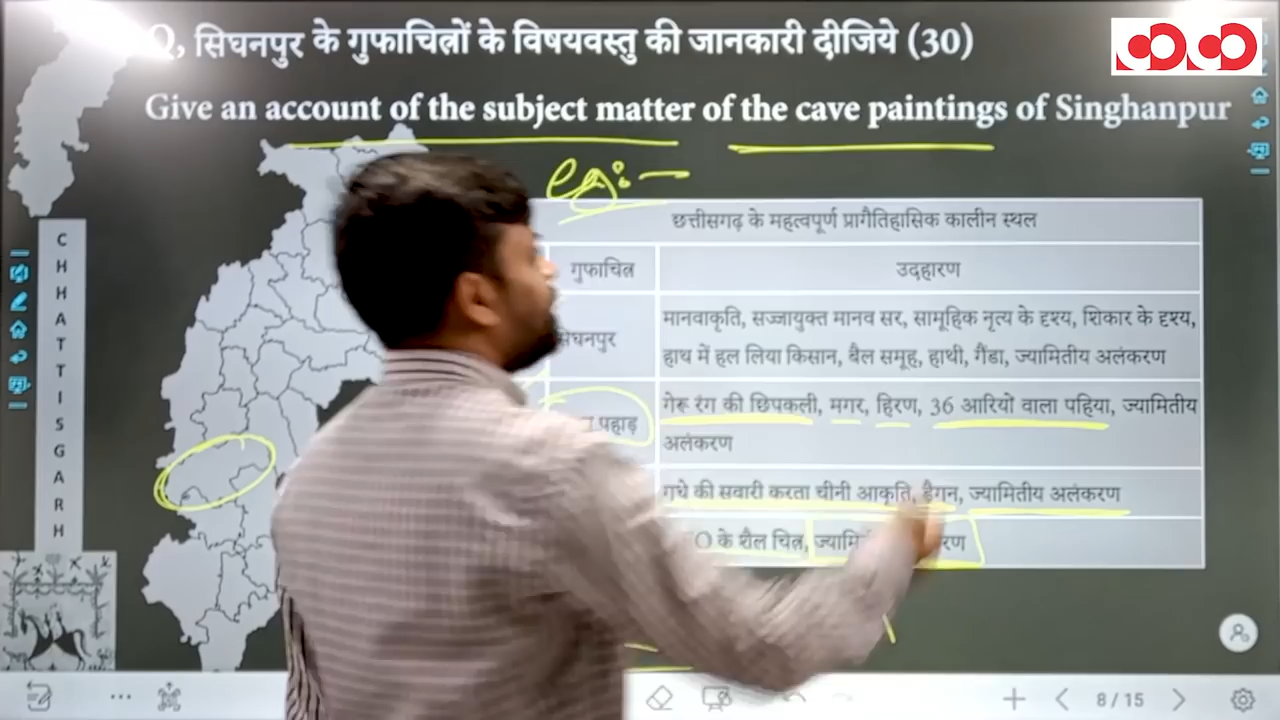 Q, सिघनपुर के गुफाचित्रों के विषयवस्तु की जानकारी दीजिये (30)
Give an account of the subject matter of the cave paintings of Singhanpur
eg:-
छत्तीसगढ़ के महत्वपूर्ण प्रागैतिहासिक कालीन स्थल
गुफाचित्र
उदहारण
सिघनपुर
मानवाकृति, सज्जायुक्त मानव सर, सामूहिक नृत्य के दृश्य, शिकार के दृश्य,
हाथ में हल लिया किसान, बैल समूह, हाथी, गैंडा, ज्यामितीय अलंकरण
पहाड़
गेरू रंग की छिपकली, मगर, हिरण, 36 आरियों वाला पहिया, ज्यामितीय
अलंकरण
गधे की सवारी करता चीनी आकृति, ड्रैगन, ज्यामितीय अलंकरण
के शैल चित्र,
CHHATTISGARH
8 / 15